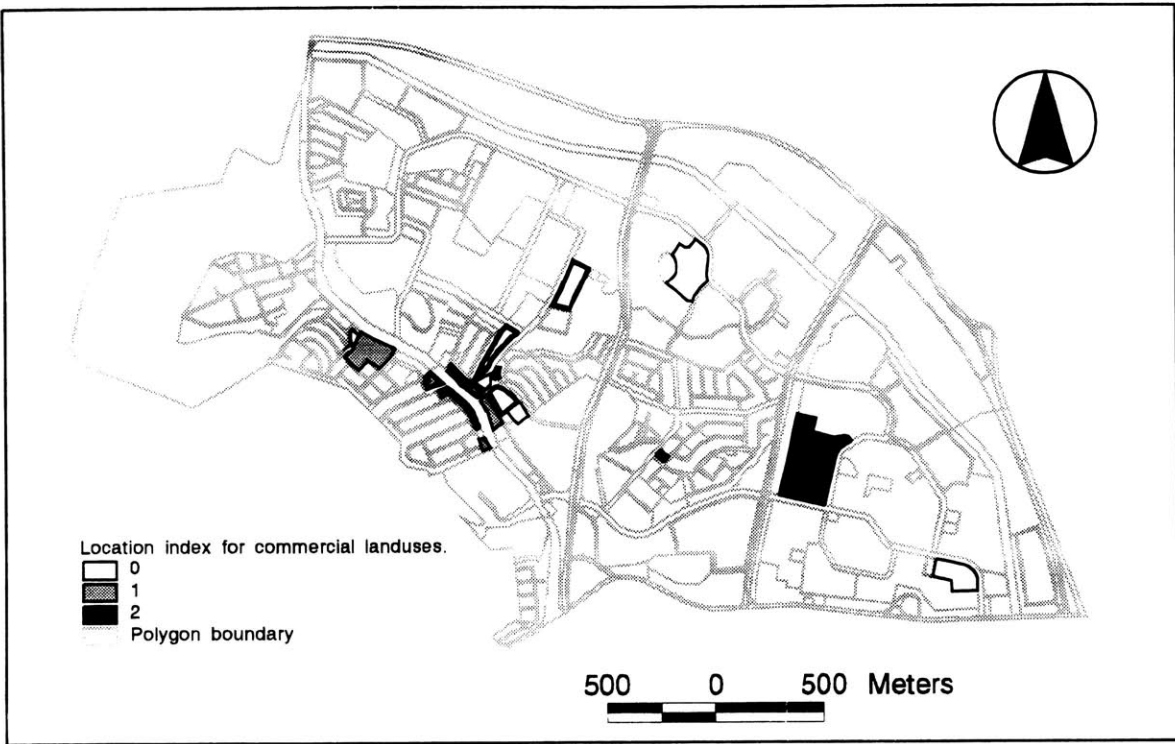 Location index for commercial landuses.
0
1
2
Polygon boundary
500 0 500 Meters